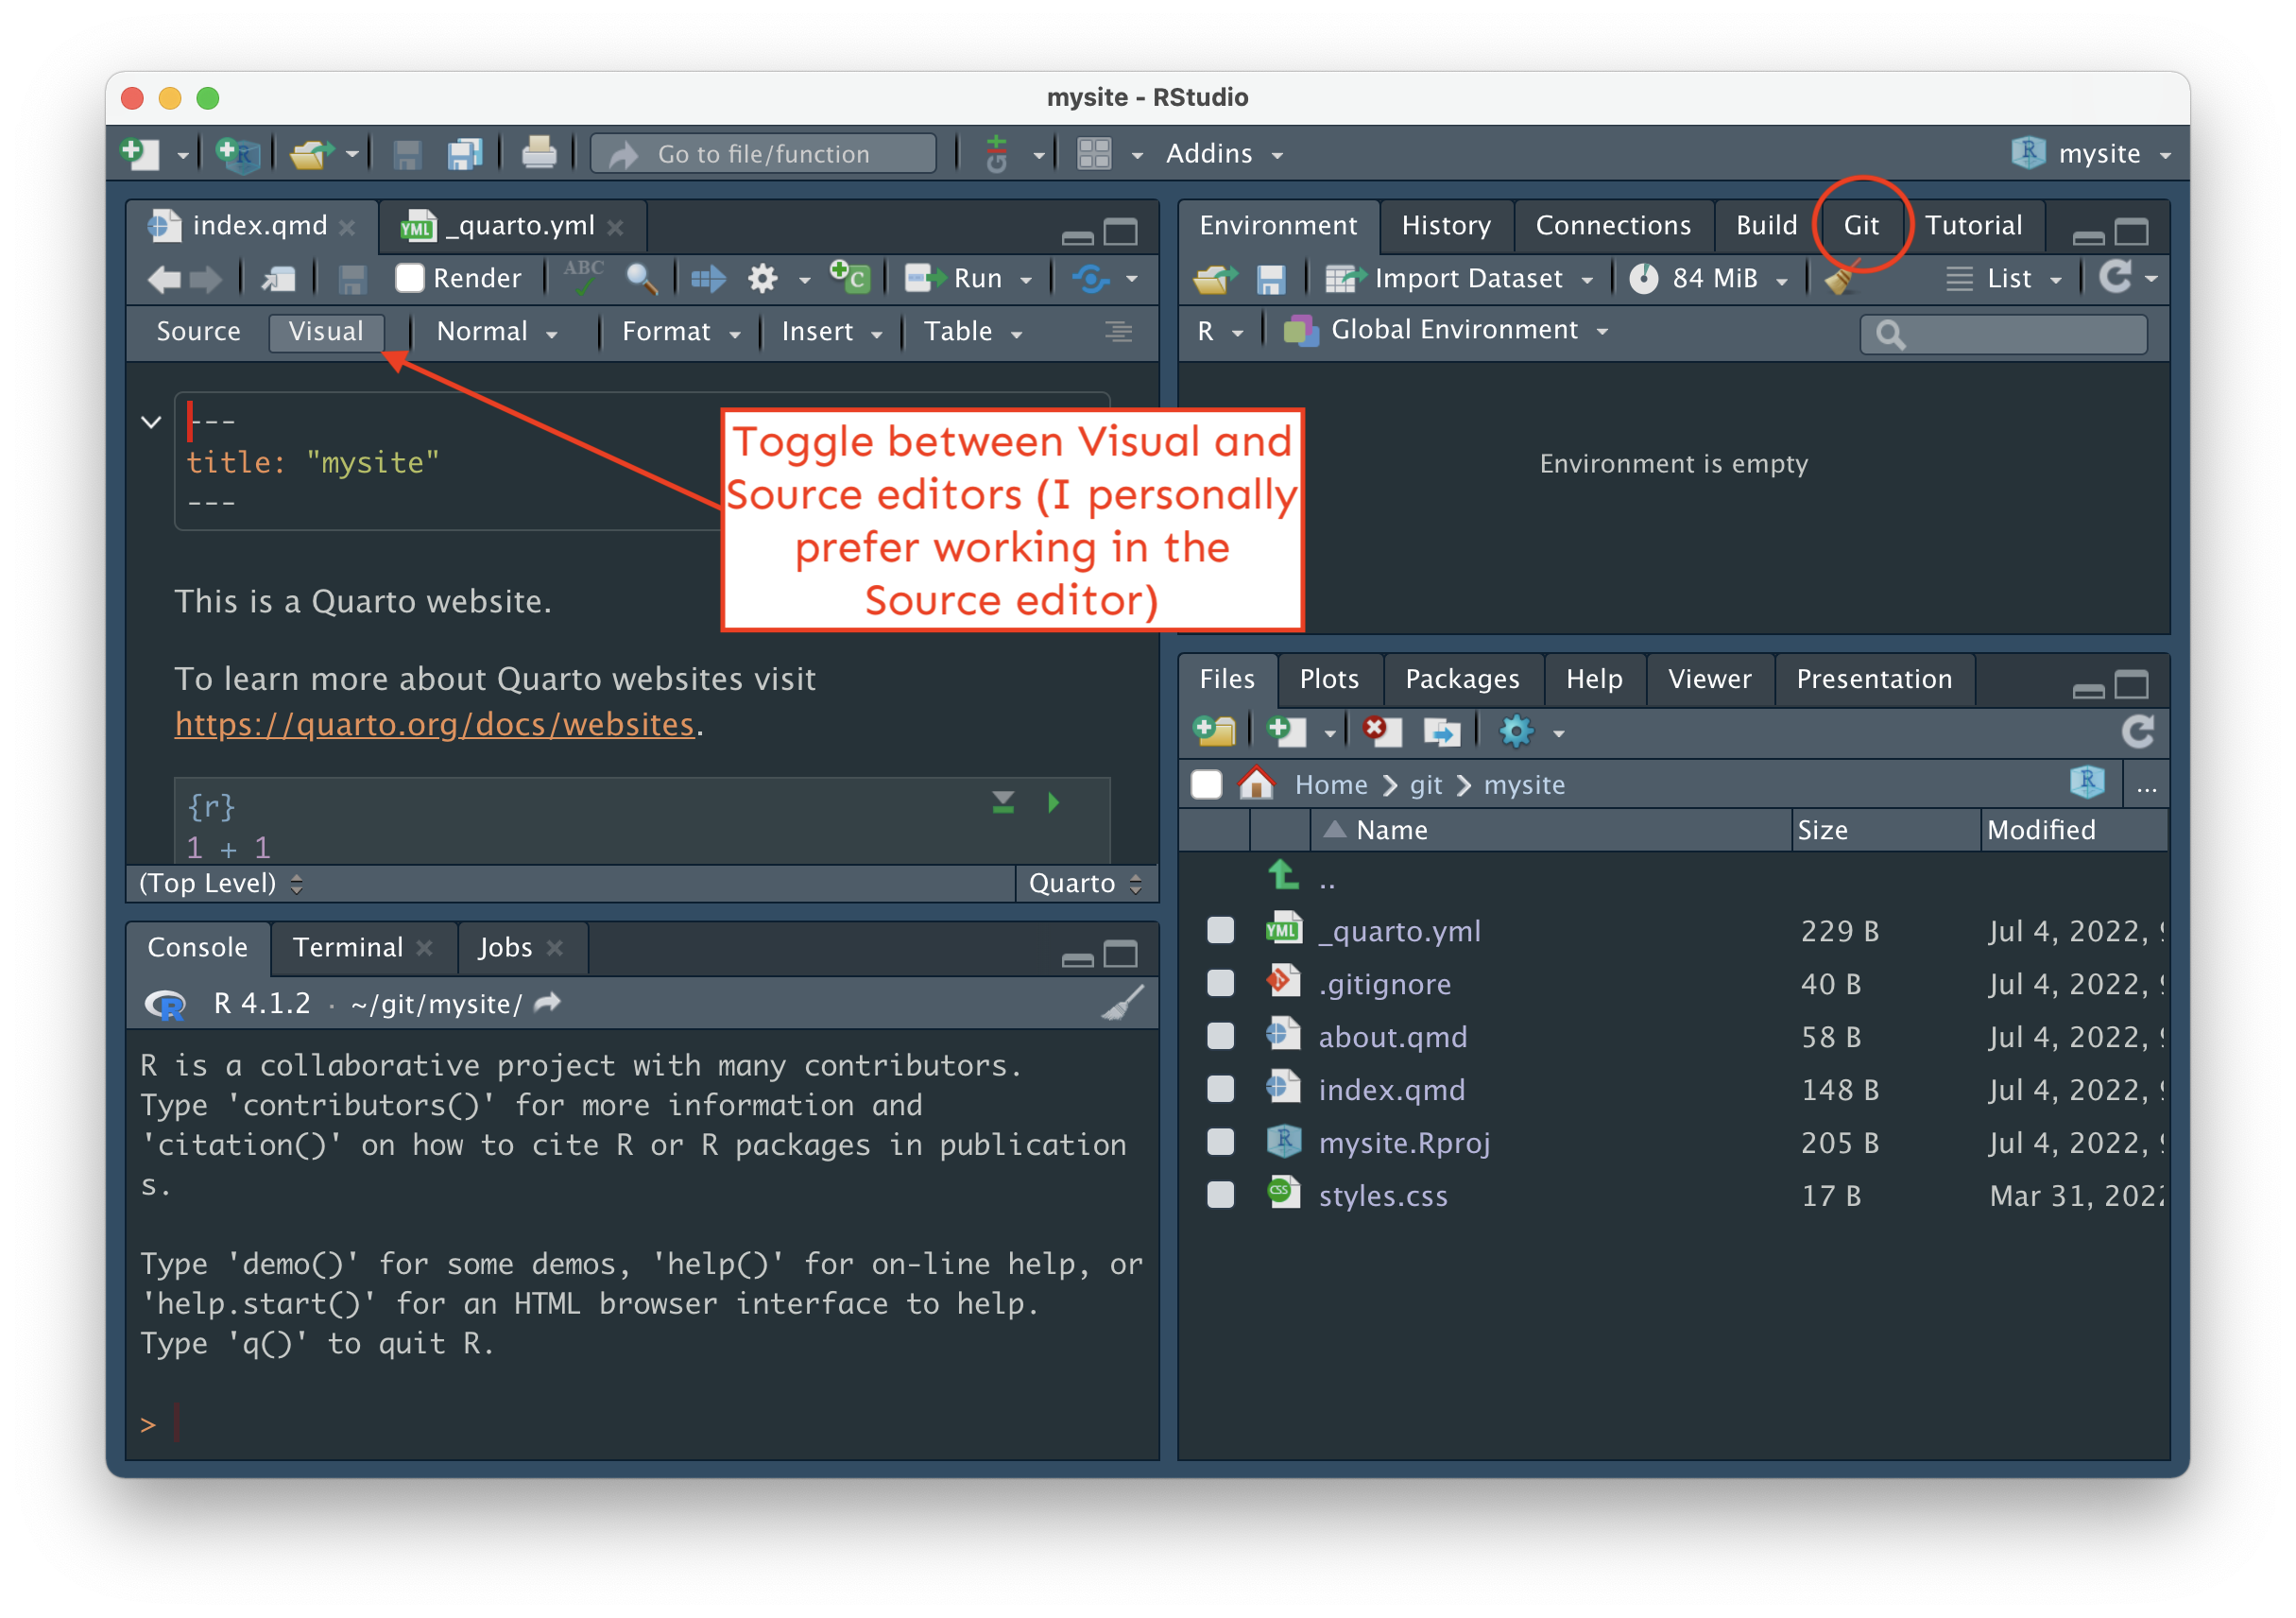 mysite - RStudio
Go to file/function
Addins
mysite
index.qmd
_quarto.yml
Render
ABC
Run
Source
Visual
Normal
Format
Insert
Table
---
title: "mysite"
---
Toggle between Visual and
Source editors (I personally
prefer working in the
Source editor)
This is a Quarto website.
To learn more about Quarto websites visit
https://quarto.org/docs/websites.
{r}
1 + 1
(Top Level)
Quarto
Console
Terminal
Jobs
R 4.1.2 · ~/git/mysite/
R is a collaborative project with many contributors.
Type 'contributors()' for more information and
'citation()' on how to cite R or R packages in publication
s.
Type 'demo()' for some demos, 'help()' for on-line help, or
'help.start()' for an HTML browser interface to help.
Type 'q()' to quit R.
>
Environment
History
Connections
Build
Git
Tutorial
Import Dataset
84 MiB
List
R
Global Environment
Environment is empty
Files
Plots
Packages
Help
Viewer
Presentation
Home
git
mysite
...
Name
Size
Modified
..
_quarto.yml 229 B Jul 4, 2022,
.gitignore 40 B Jul 4, 2022,
about.qmd 58 B Jul 4, 2022,
index.qmd 148 B Jul 4, 2022,
mysite.Rproj 205 B Jul 4, 2022,
styles.css 17 B Mar 31, 2022